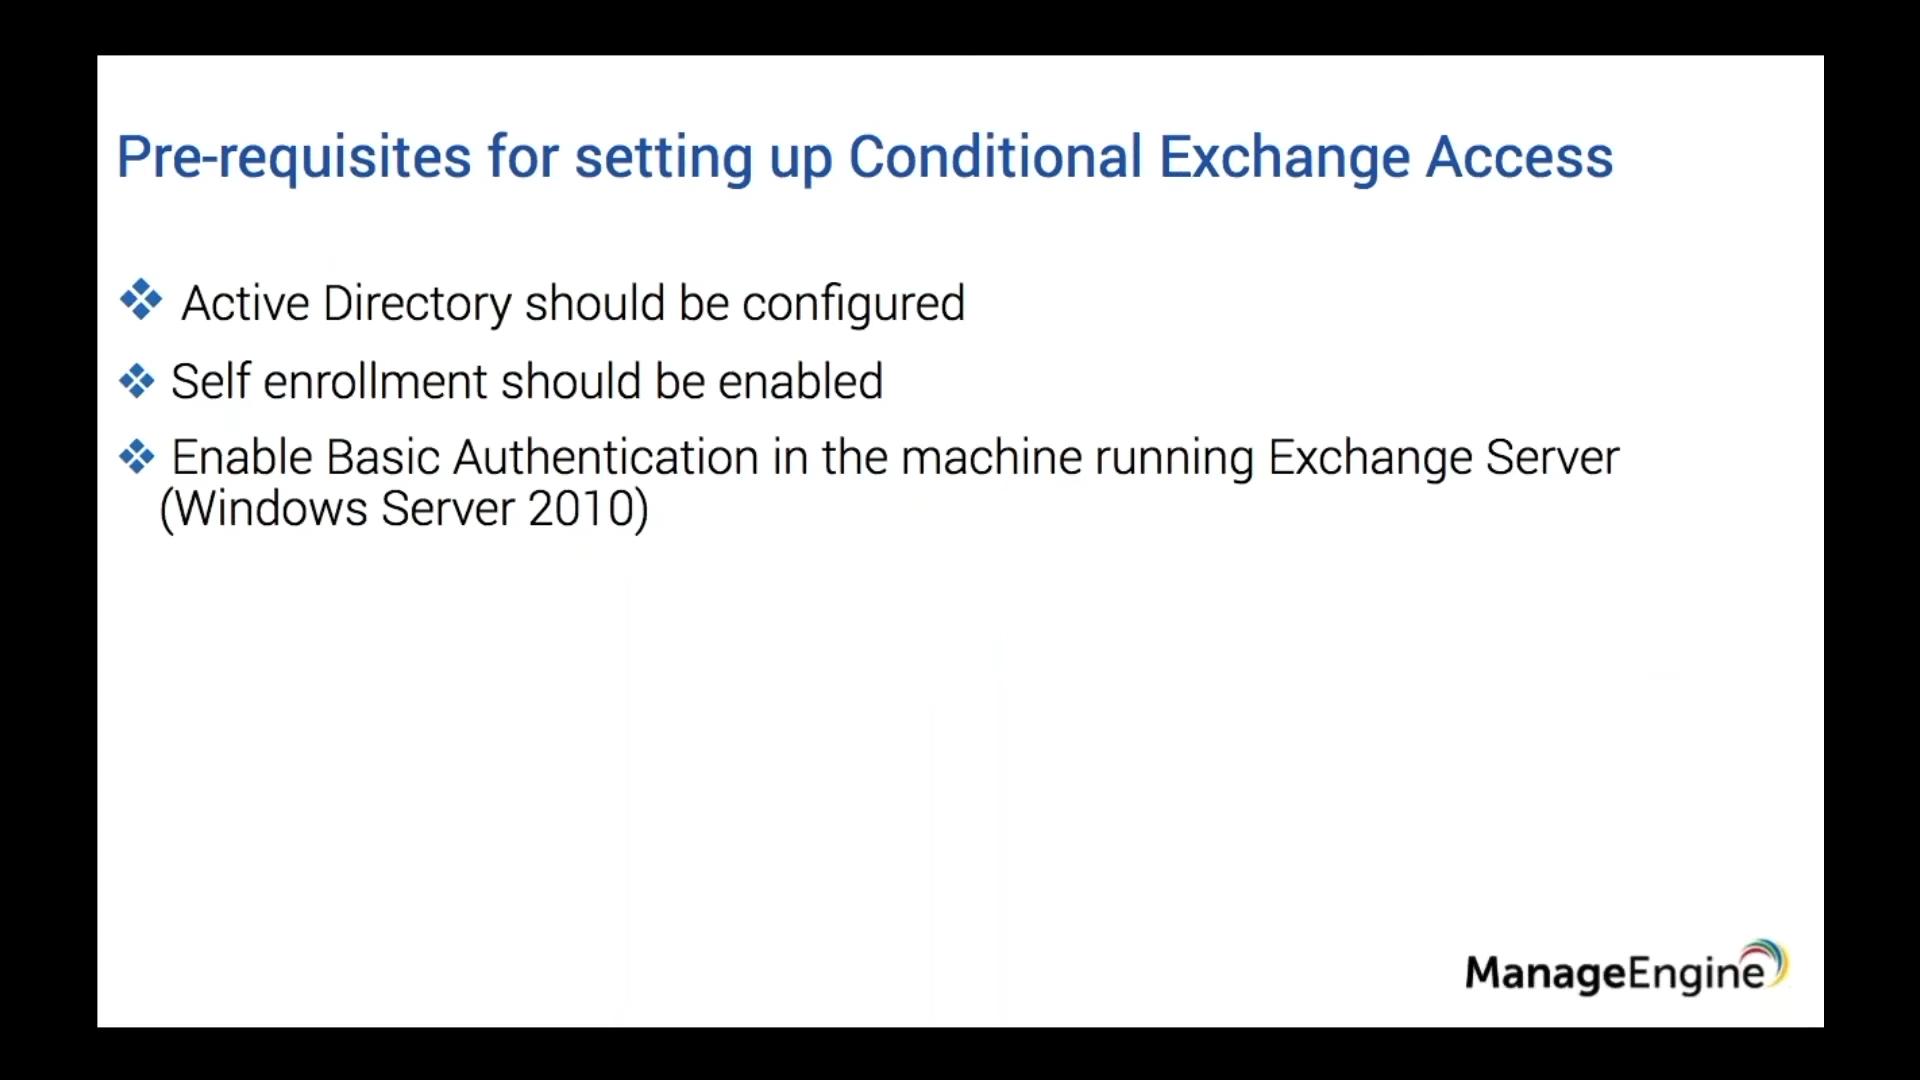 Pre-requisites for setting up Conditional Exchange Access
Active Directory should be configured
Self enrollment should be enabled
Enable Basic Authentication in the machine running Exchange Server
(Windows Server 2010)
ManageEngine